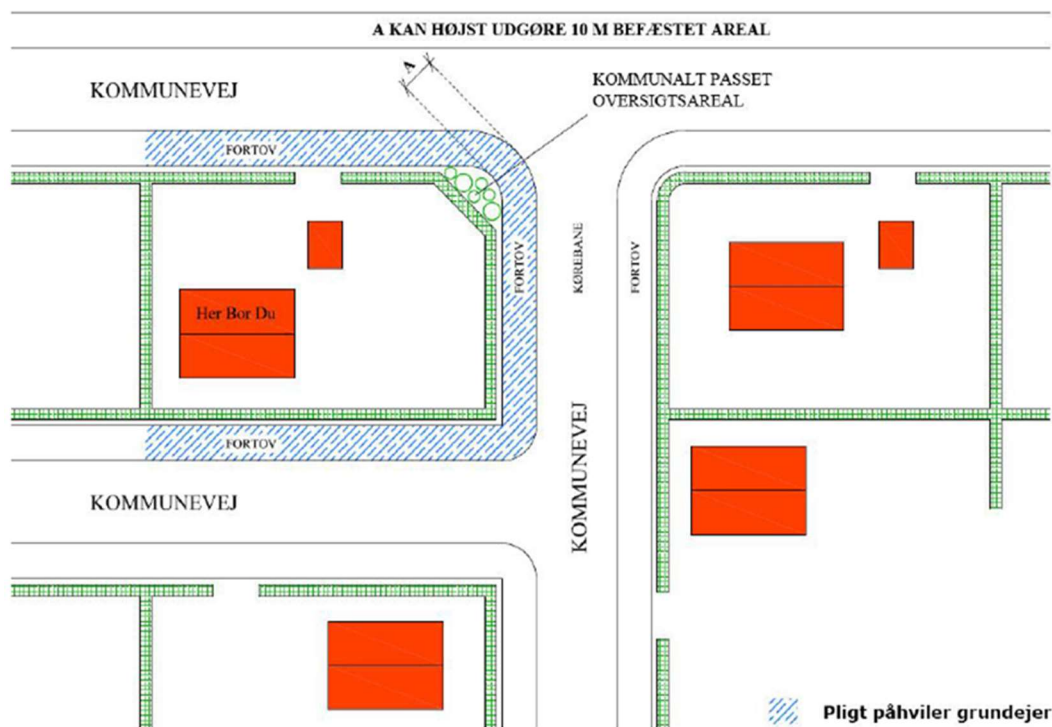 A KAN HØJST UDGØRE 10 M BEFÆSTET AREAL
A
KOMMUNEVEJ
KOMMUNALT PASSET
OVERSIGTSAREAL
FORTOV
FORTOV
KØREBANE
FORTOV
Her Bor Du
FORTOV
KOMMUNEVEJ
KOMMUNEVEJ
Pligt påhviler grundejer